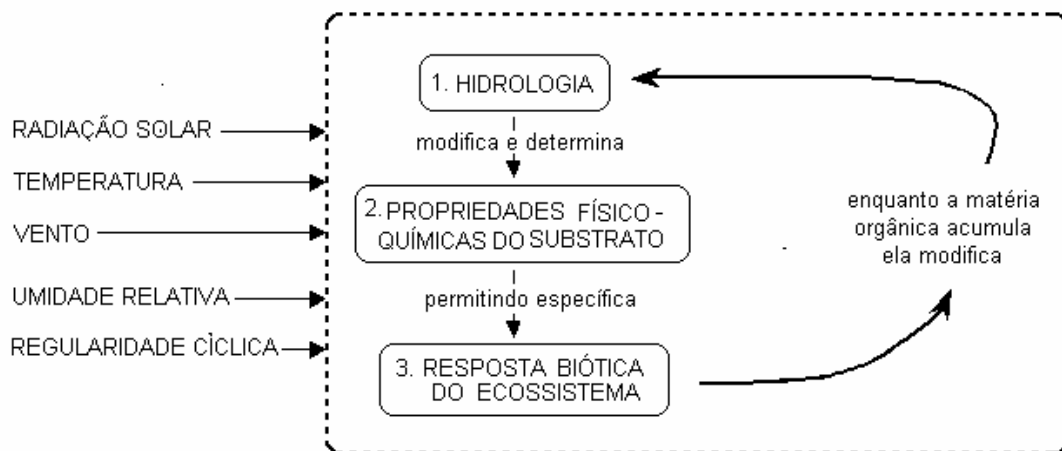 1. HIDROLOGIA
modifica e determina
RADIAÇÃO SOLAR
TEMPERATURA
VENTO
UMIDADE RELATIVA
REGULARIDADE CÌCLICA
2. PROPRIEDADES FÍSICO-
QUÍMICAS DO SUBSTRATO
permitindo específica
3. RESPOSTA BIÓTICA
DO ECOSSISTEMA
enquanto a matéria
orgânica acumula
ela modifica